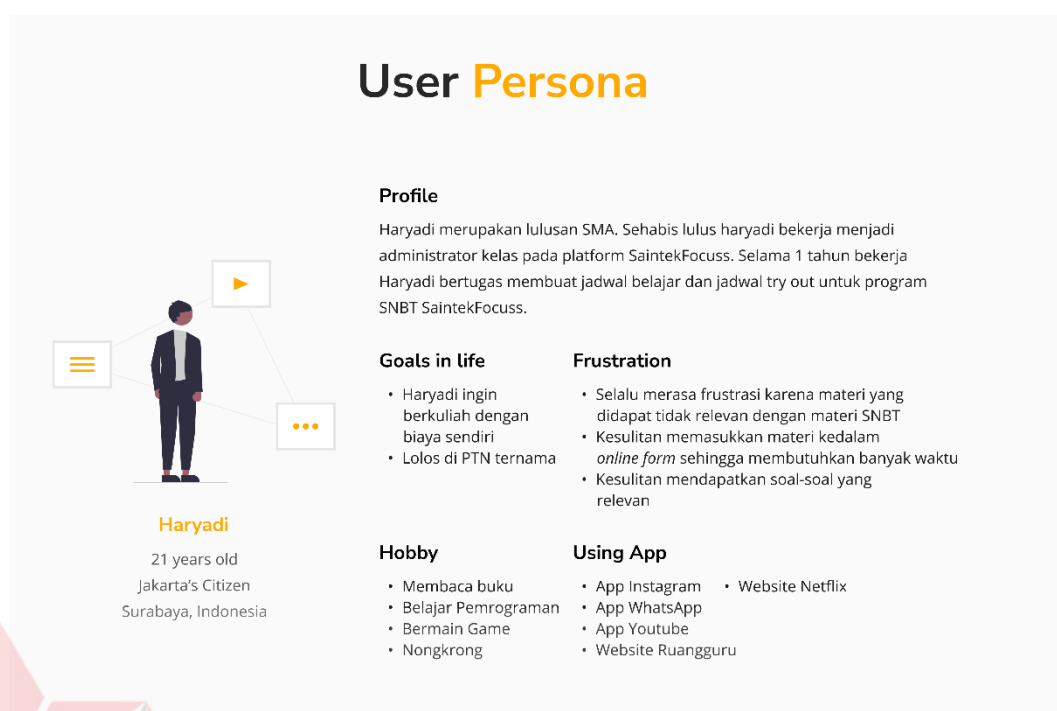 User Persona
Profile
Haryadi merupakan lulusan SMA. Sehabis lulus haryadi bekerja menjadi
administrator kelas pada platform SaintekFocuss. Selama 1 tahun bekerja
Haryadi bertugas membuat jadwal belajar dan jadwal try out untuk program
SNBT SaintekFocuss.
Goals in life
• Haryadi ingin
berkuliah dengan
biaya sendiri
• Lolos di PTN ternama
Frustration
• Selalu merasa frustrasi karena materi yang
didapat tidak relevan dengan materi SNBT
• Kesulitan memasukkan materi kedalam
online form sehingga membutuhkan banyak waktu
• Kesulitan mendapatkan soal-soal yang
relevan
Haryadi
21 years old
Jakarta's Citizen
Surabaya, Indonesia
Hobby
• Membaca buku
• Belajar Pemrograman
• Bermain Game
• Nongkrong
Using App
• App Instagram
• App WhatsApp
• App Youtube
• Website Ruangguru
• Website Netflix